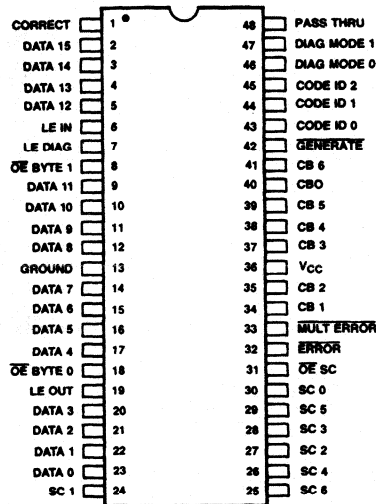 CORRECT 1 48 PASS THRU
DATA 15 2 47 DIAG MODE 1
DATA 14 3 46 DIAG MODE 0
DATA 13 4 45 CODE ID 2
DATA 12 5 44 CODE ID 1
LE IN 6 43 CODE ID 0
LE DIAG 7 42 GENERATE
OE BYTE 1 8 41 CB 6
DATA 11 9 40 CBO
DATA 10 10 39 CB 5
DATA 9 11 38 CB 4
DATA 8 12 37 CB 3
GROUND 13 36 VCC
DATA 7 14 35 CB 2
DATA 6 15 34 CB 1
DATA 5 16 33 MULT ERROR
DATA 4 17 32 ERROR
OE BYTE 0 18 31 OE SC
LE OUT 19 30 SC 0
DATA 3 20 29 SC 5
DATA 2 21 28 SC 3
DATA 1 22 27 SC 2
DATA 0 23 26 SC 4
SC 1 24 25 SC 6